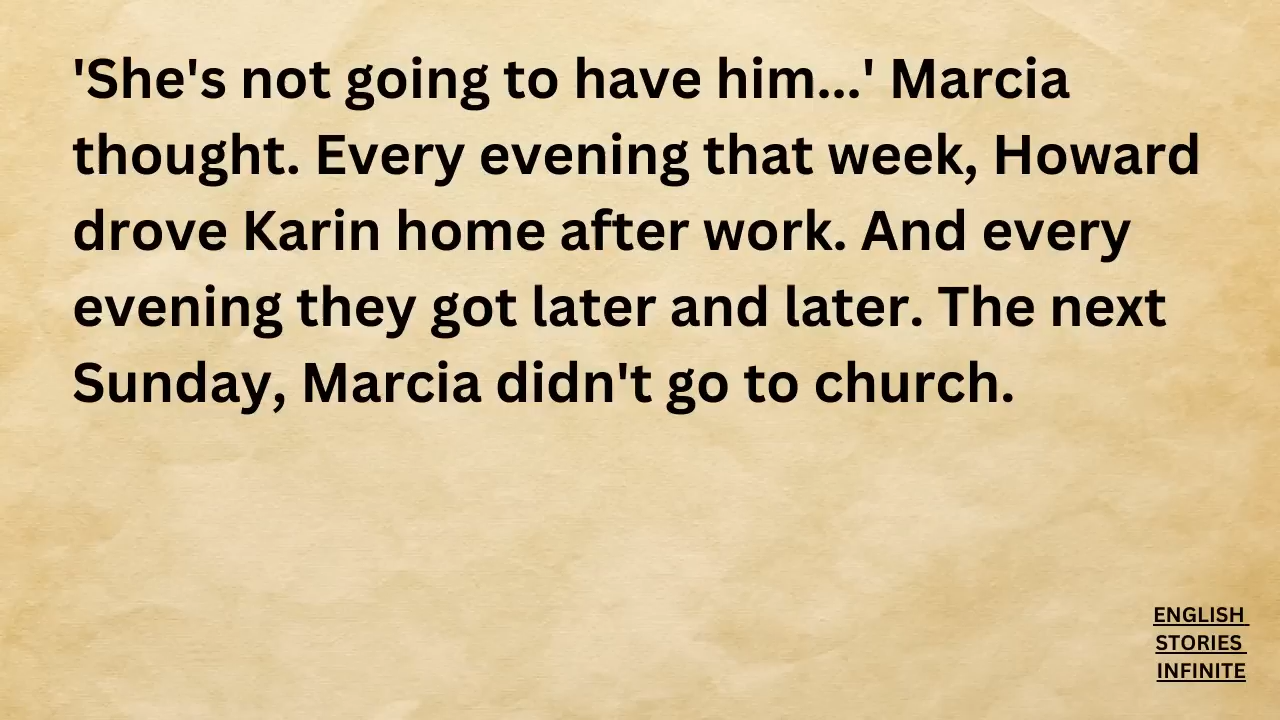 'She's not going to have him...' Marcia
thought. Every evening that week, Howard
drove Karin home after work. And every
evening they got later and later. The next
Sunday, Marcia didn't go to church.
ENGLISH
STORIES
INFINITE